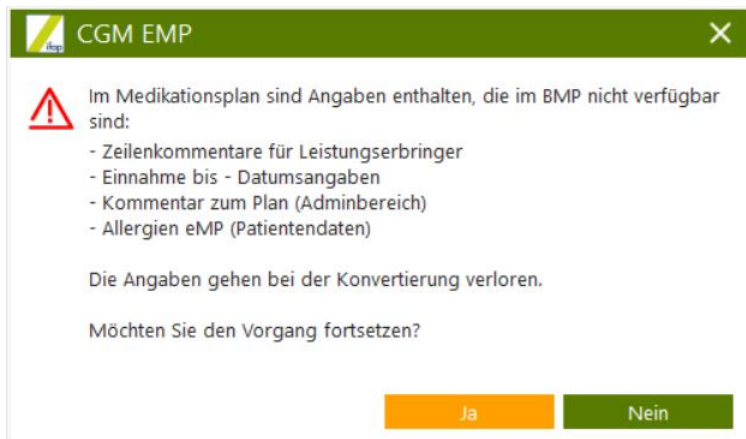 ifap
CGM EMP
Im Medikationsplan sind Angaben enthalten, die im BMP nicht verfügbar
sind:
- Zeilenkommentare für Leistungserbringer
- Einnahme bis - Datumsangaben
- Kommentar zum Plan (Adminbereich)
- Allergien eMP (Patientendaten)
Die Angaben gehen bei der Konvertierung verloren.
Möchten Sie den Vorgang fortsetzen?
Ja
Nein